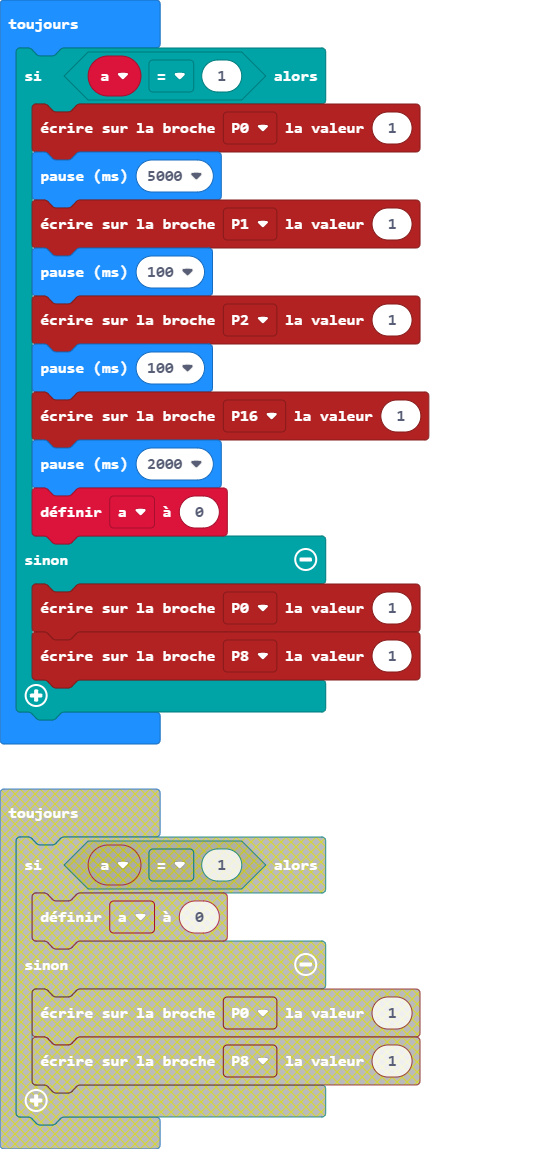 toujours
si a = 1 alors
écrire sur la broche P0 la valeur 1
pause (ms) 5000
écrire sur la broche P1 la valeur 1
pause (ms) 100
écrire sur la broche P2 la valeur 1
pause (ms) 100
écrire sur la broche P16 la valeur 1
pause (ms) 2000
définir a à 0
sinon
écrire sur la broche P0 la valeur 1
écrire sur la broche P8 la valeur 1
toujours
si a = 1 alors
définir a à 0
sinon
écrire sur la broche P0 la valeur 1
écrire sur la broche P8 la valeur 1